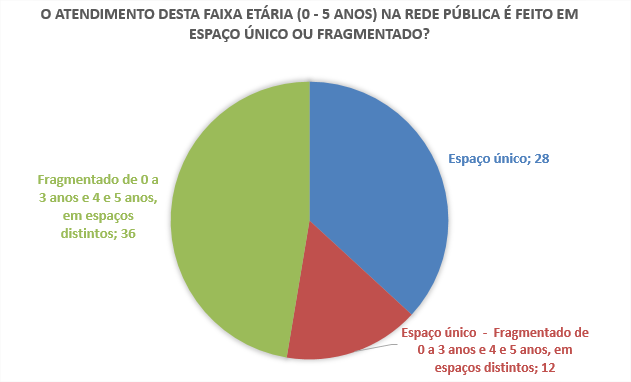 O ATENDIMENTO DESTA FAIXA ETÁRIA (0 - 5 ANOS) NA REDE PÚBLICA É FEITO EM
ESPAÇO ÚNICO OU FRAGMENTADO?
Espaço único; 28
Fragmentado de 0 a
3 anos e 4 e 5 anos,
em espaços
distintos; 36
Espaço único - Fragmentado de
0 a 3 anos e 4 e 5 anos, em
espaços distintos; 12